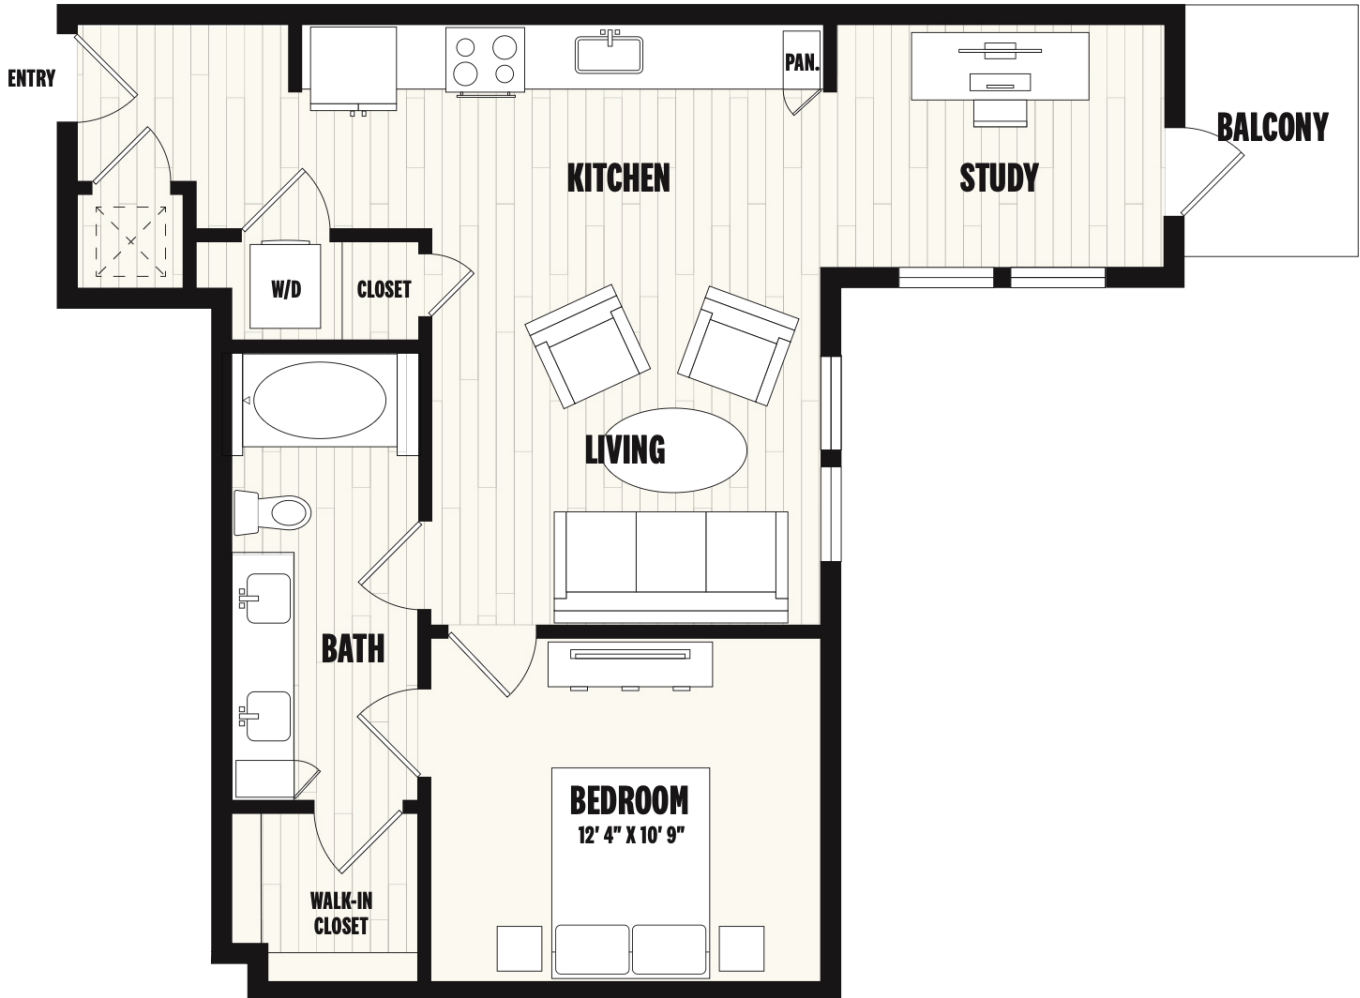 ENTRY
PAN.
BALCONY
KITCHEN
STUDY
W/D
CLOSET
LIVING
BATH
BEDROOM
12' 4" X 10' 9"
WALK-IN
CLOSET